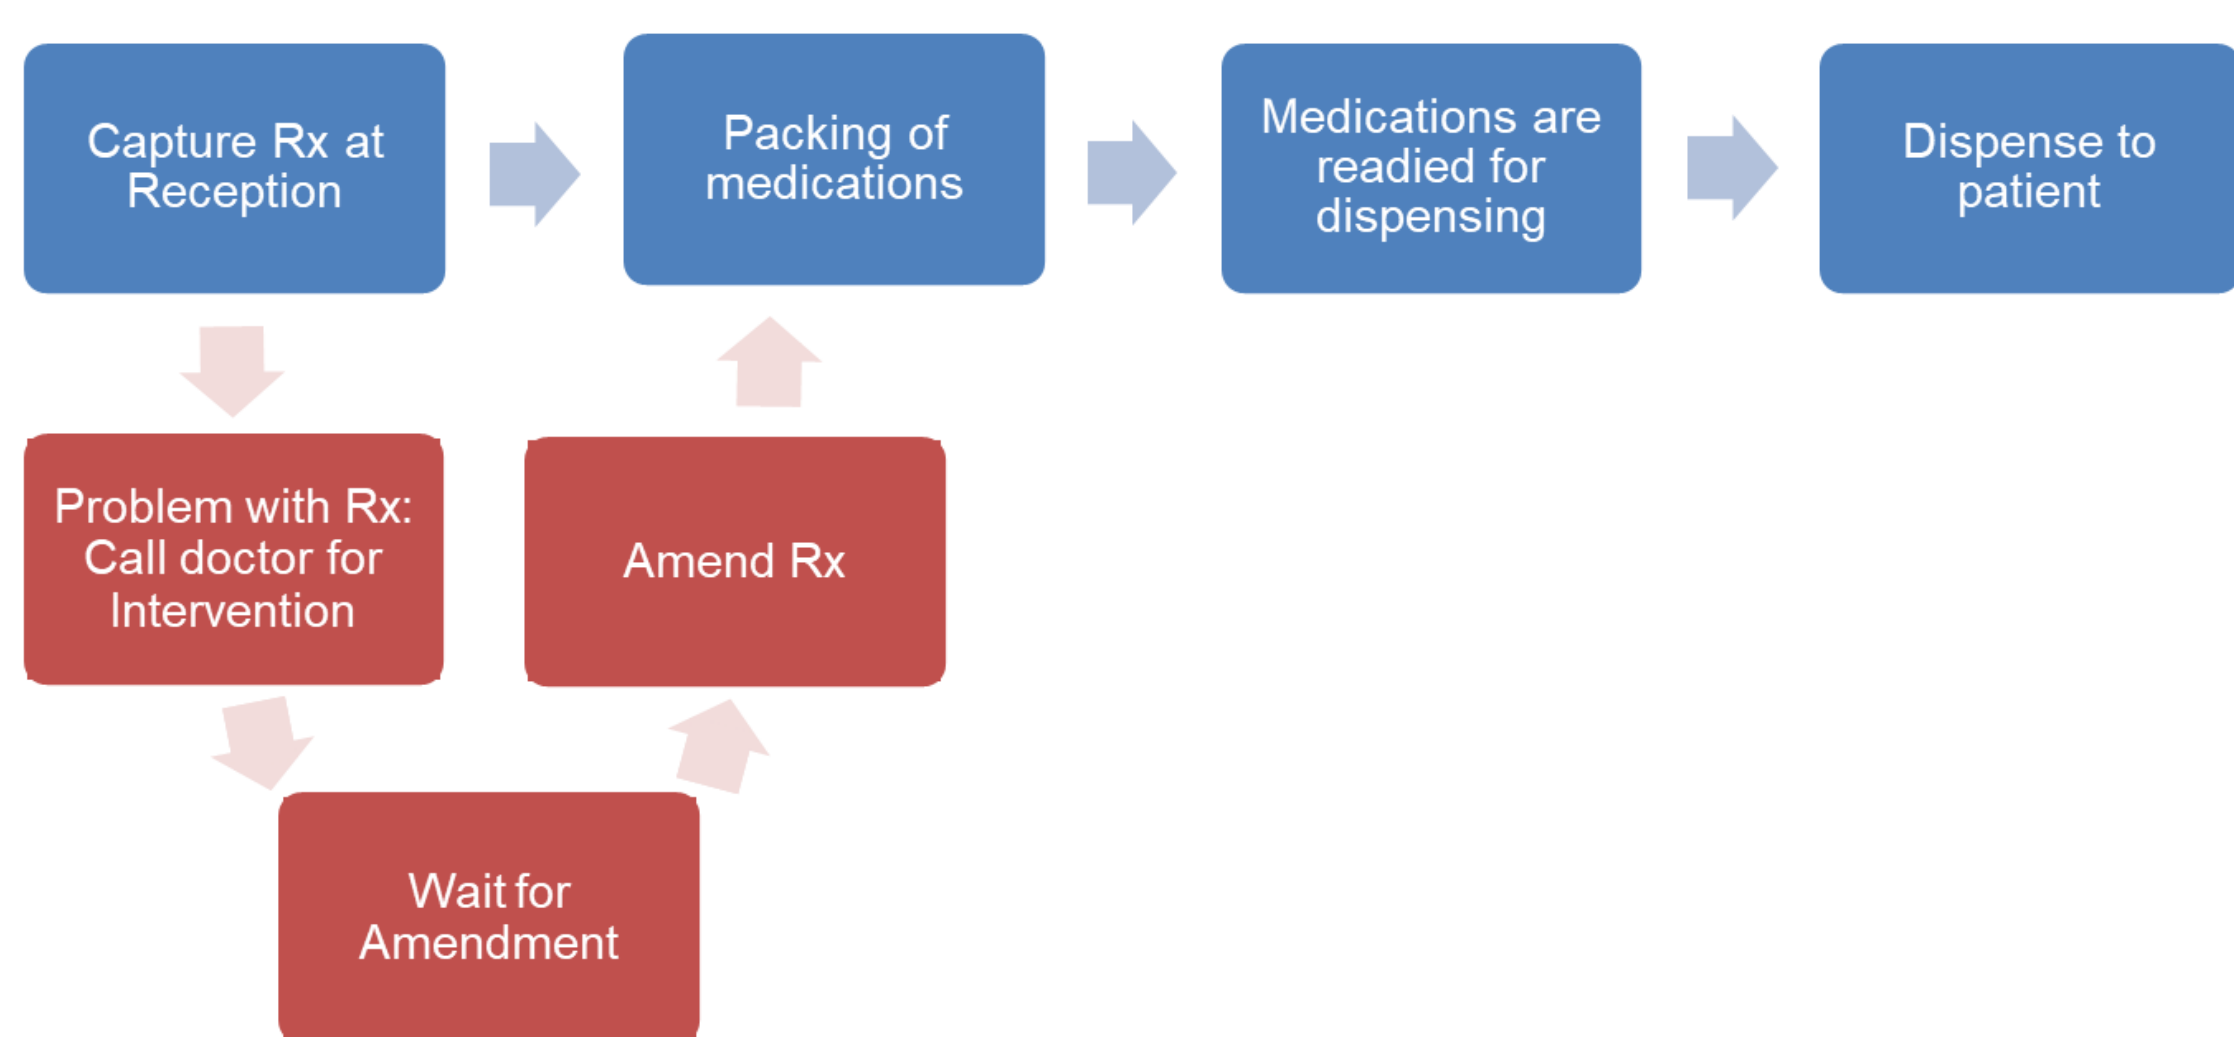 Capture Rx at
Reception
Packing of
medications
Medications are
readied for
dispensing
Dispense to
patient
Problem with Rx:
Call doctor for
Intervention
Amend Rx
Wait for
Amendment